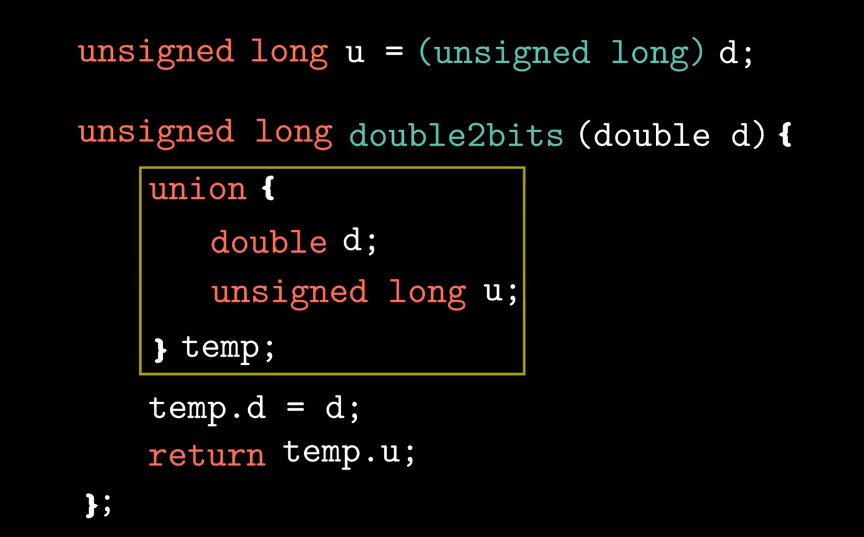 unsigned long u = (unsigned long) d;
unsigned long double2bits (double d) {
union {
double d;
unsigned long u;
} temp;
temp.d = d;
return temp.u;
};